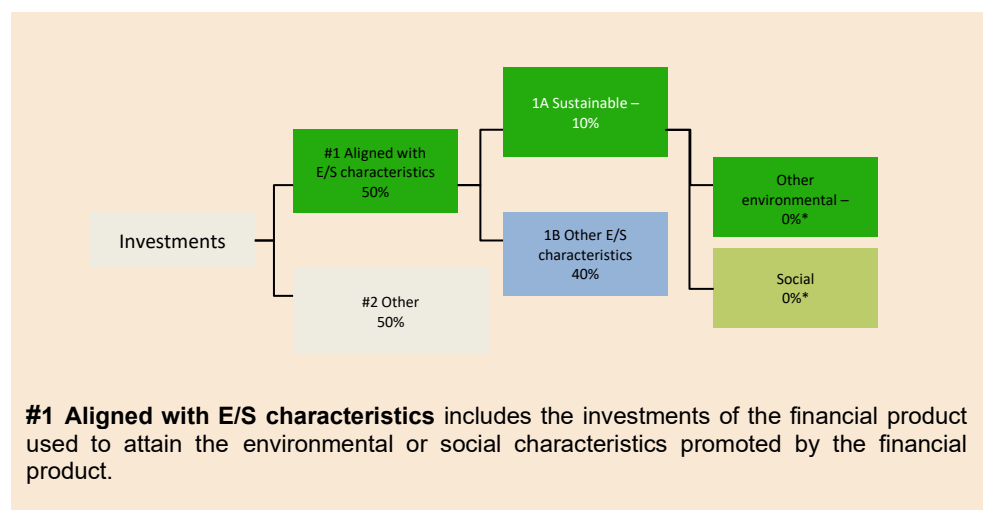 1A Sustainable –
10%
#1 Aligned with
E/S characteristics
50%
Other
environmental –
0%*
Investments
1B Other E/S
characteristics
40%
Social
0%*
#2 Other
50%
#1 Aligned with E/S characteristics includes the investments of the financial product
used to attain the environmental or social characteristics promoted by the financial
product.